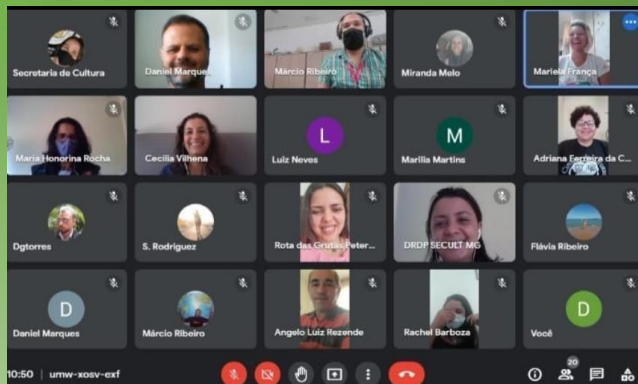 Secretaria de Cultura
Daniel Marques
Márcio Ribeiro
Miranda Melo
Mariela França
Maria Honorina Rocha
Cecília Vilhena
L
Luiz Neves
M
Marília Martins
Adriana Ferreira da C...
Dgtorres
S. Rodriguez
Rota das Grutas Peter...
DRDP SECULT MG
Flávia Ribeiro
D
Daniel Marques
Márcio Ribeiro
Angelo Luiz Rezende
Rachel Barboza
D
Você
10:50 | umw-xosv-exf
20